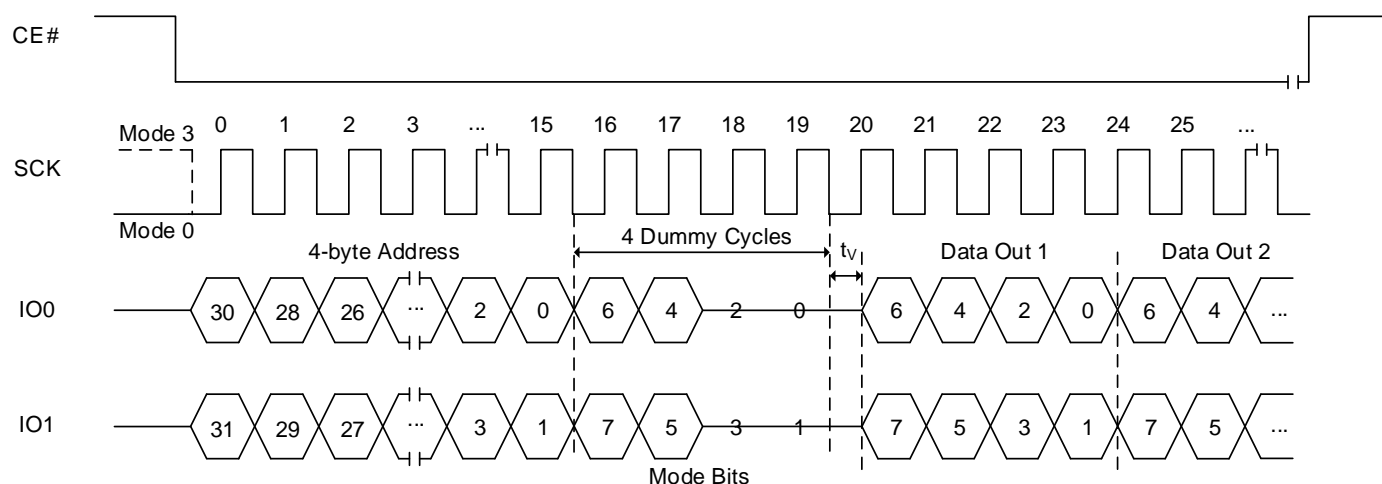 CE#
Mode 3 0 1 2 3 ... 15 16 17 18 19 20 21 22 23 24 25 ...
SCK
Mode 0
4-byte Address 4 Dummy Cycles tV Data Out 1 Data Out 2
IO0 30 28 26 ... 2 0 6 4 2 0 6 4 2 0 6 4 ...
IO1 31 29 27 ... 3 1 7 5 3 1 7 5 3 1 7 5 ...
Mode Bits